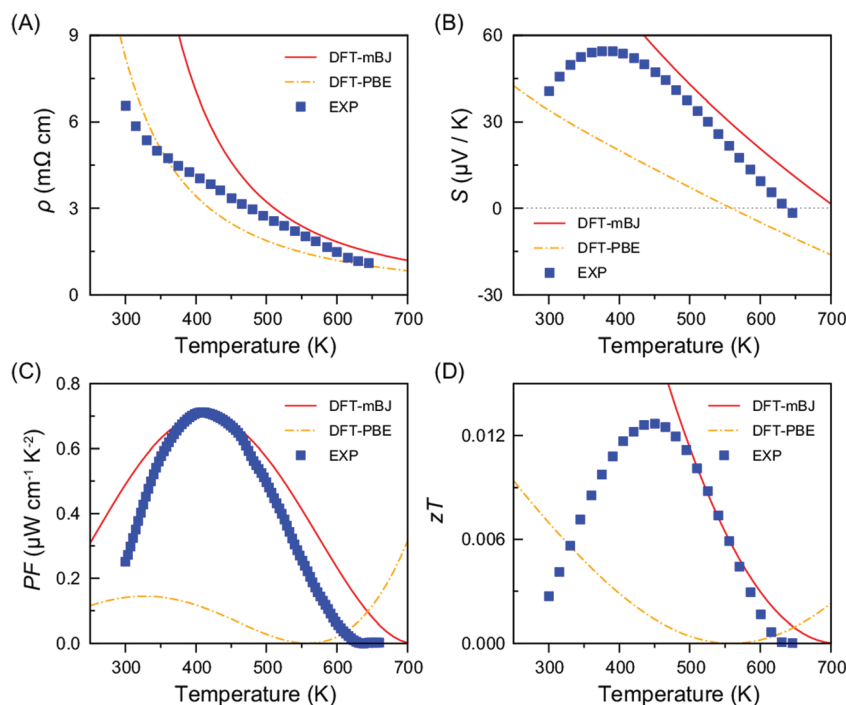 (A)
9
6
3
0
ρ (mΩ cm)
DFT-mBJ
DFT-PBE
EXP
300 400 500 600 700
Temperature (K)
(B)
60
30
0
-30
S (µV / K)
DFT-mBJ
DFT-PBE
EXP
300 400 500 600 700
Temperature (K)
(C)
0.8
0.6
0.4
0.2
0.0
PF (µW cm⁻¹ K⁻²)
DFT-mBJ
DFT-PBE
EXP
300 400 500 600 700
Temperature (K)
(D)
0.012
0.006
0.000
zT
DFT-mBJ
DFT-PBE
EXP
300 400 500 600 700
Temperature (K)